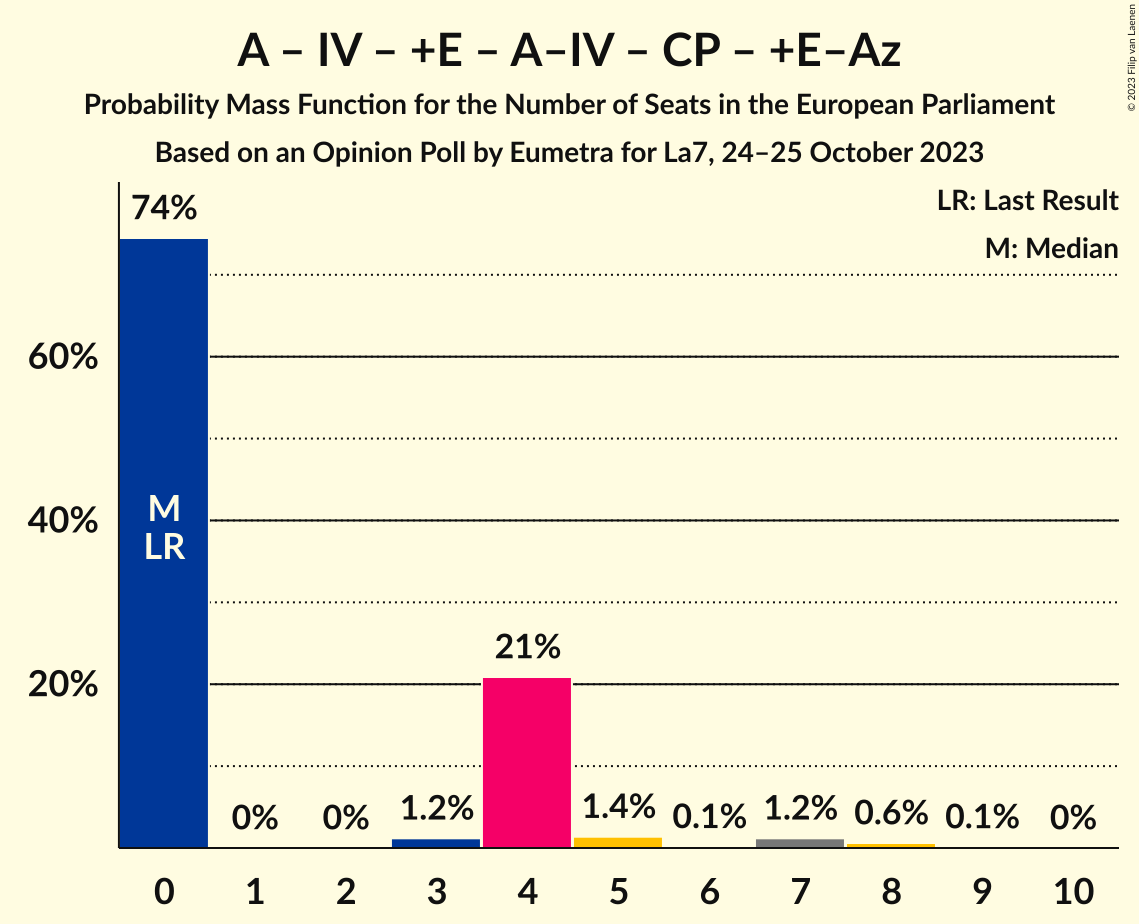 A – IV – +E – A–IV – CP – +E–Az
Probability Mass Function for the Number of Seats in the European Parliament
Based on an Opinion Poll by Eumetra for La7, 24–25 October 2023
© 2023 Filip van Laenen
LR: Last Result
M: Median
74%
60%
40%
20%
M
LR
0%
0%
1.2%
21%
1.4%
0.1%
1.2%
0.6%
0.1%
0%
0 1 2 3 4 5 6 7 8 9 10